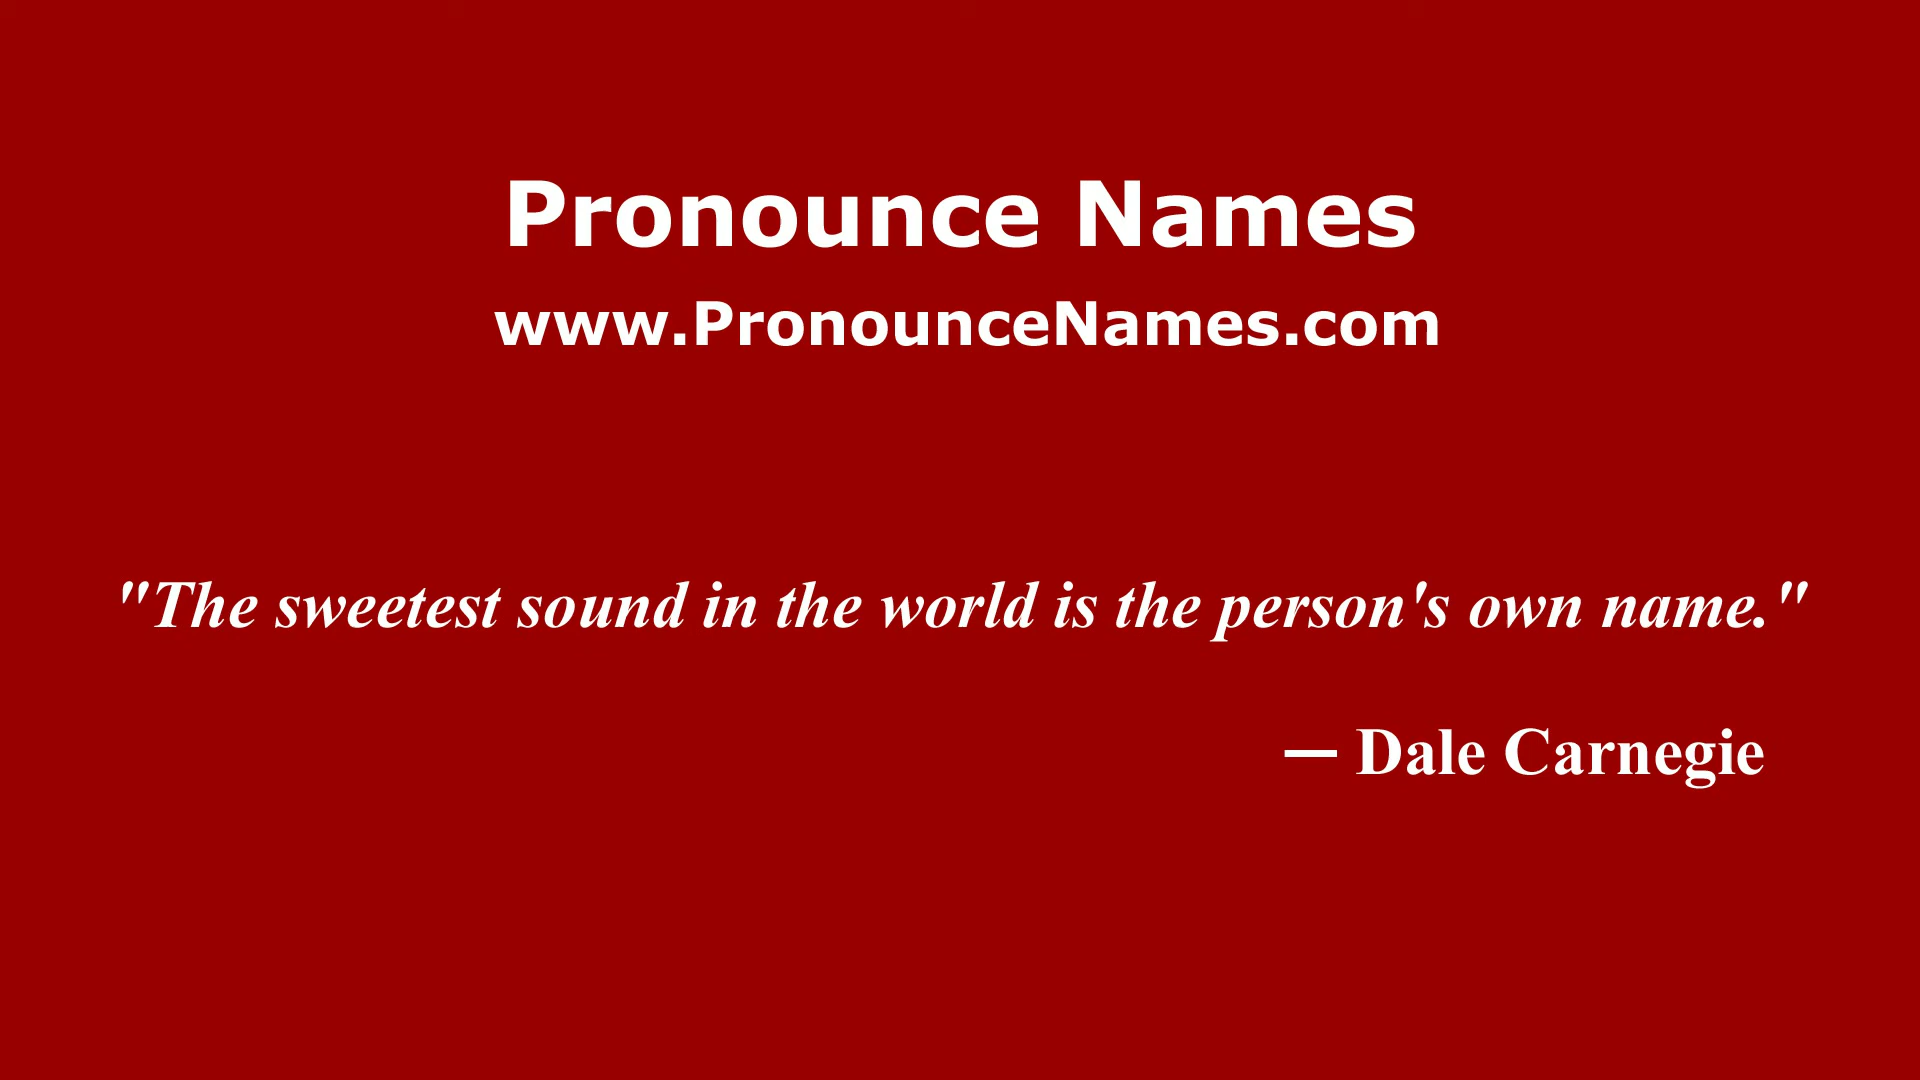 Pronounce Names
www.PronounceNames.com
"The sweetest sound in the world is the person's own name."
— Dale Carnegie